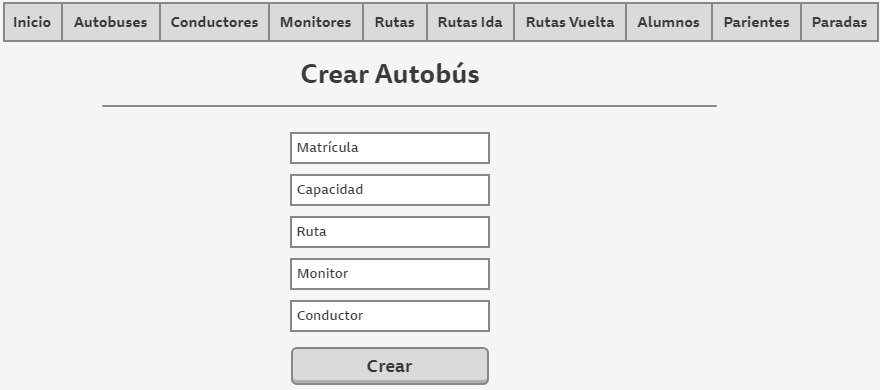 Inicio Autobuses Conductores Monitores Rutas Rutas Ida Rutas Vuelta Alumnos Parientes Paradas
Crear Autobús
Matrícula
Capacidad
Ruta
Monitor
Conductor
Crear